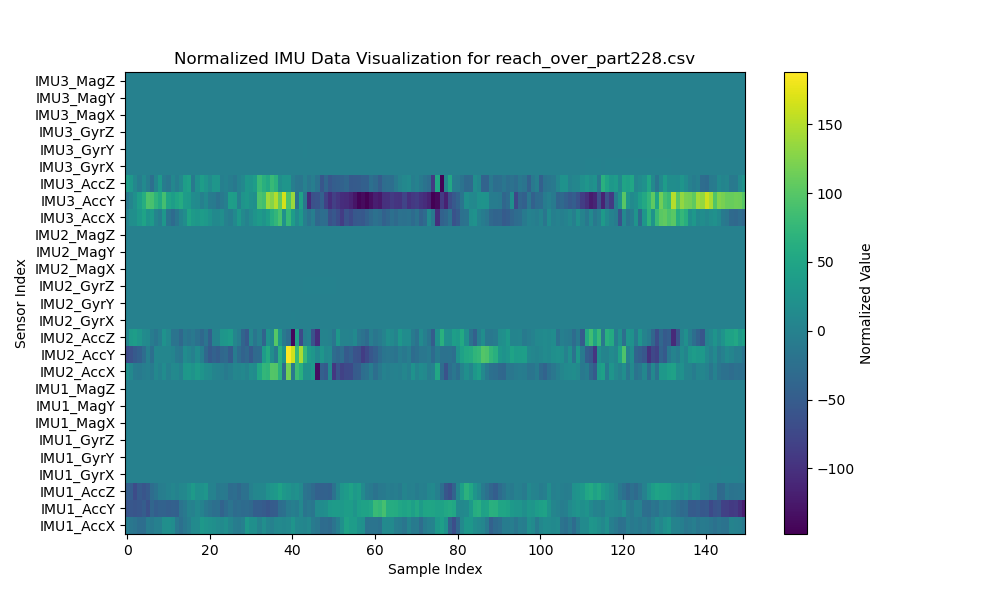 Normalized IMU Data Visualization for reach_over_part228.csv
IMU3_MagZ
IMU3_MagY
IMU3_MagX
IMU3_GyrZ
IMU3_GyrY
IMU3_GyrX
IMU3_AccZ
IMU3_AccY
IMU3_AccX
IMU2_MagZ
IMU2_MagY
IMU2_MagX
IMU2_GyrZ
IMU2_GyrY
IMU2_GyrX
IMU2_AccZ
IMU2_AccY
IMU2_AccX
IMU1_MagZ
IMU1_MagY
IMU1_MagX
IMU1_GyrZ
IMU1_GyrY
IMU1_GyrX
IMU1_AccZ
IMU1_AccY
IMU1_AccX
Sensor Index
0 20 40 60 80 100 120 140
Sample Index
150
100
50
0
−50
−100
Normalized Value